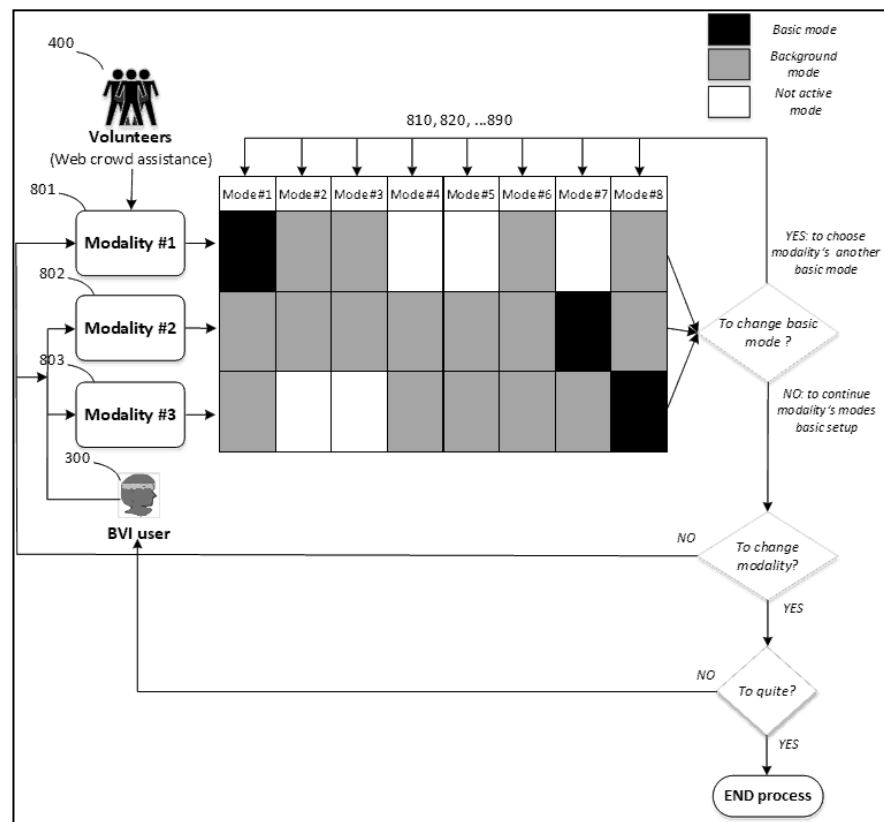 400
Volunteers
(Web crowd assistance)
Basic mode
Background
mode
Not active
mode
810, 820, ...890
801
Modality #1
802
Modality #2
803
Modality #3
300
BVI user
Mode#1 Mode#2 Mode#3 Mode#4 Mode#5 Mode#6 Mode#7 Mode#8
YES: to choose
modality's another
basic mode
To change basic
mode ?
NO: to continue
modality's modes
basic setup
NO
To change
modality?
YES
NO
To quite?
YES
END process